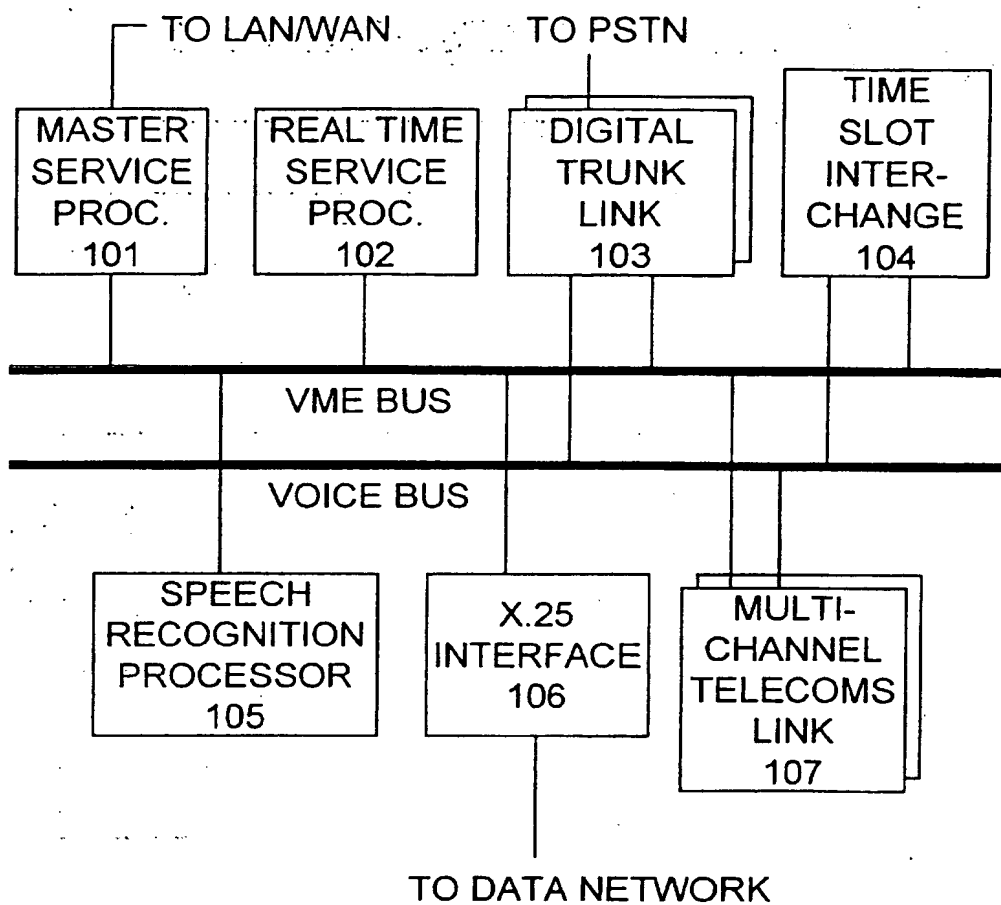 TO LAN/WAN
TO PSTN
MASTER
SERVICE
PROC.
101
REAL TIME
SERVICE
PROC.
102
DIGITAL
TRUNK
LINK
103
TIME
SLOT
INTER-
CHANGE
104
VME BUS
VOICE BUS
SPEECH
RECOGNITION
PROCESSOR
105
X.25
INTERFACE
106
MULTI-
CHANNEL
TELECOMS
LINK
107
TO DATA NETWORK